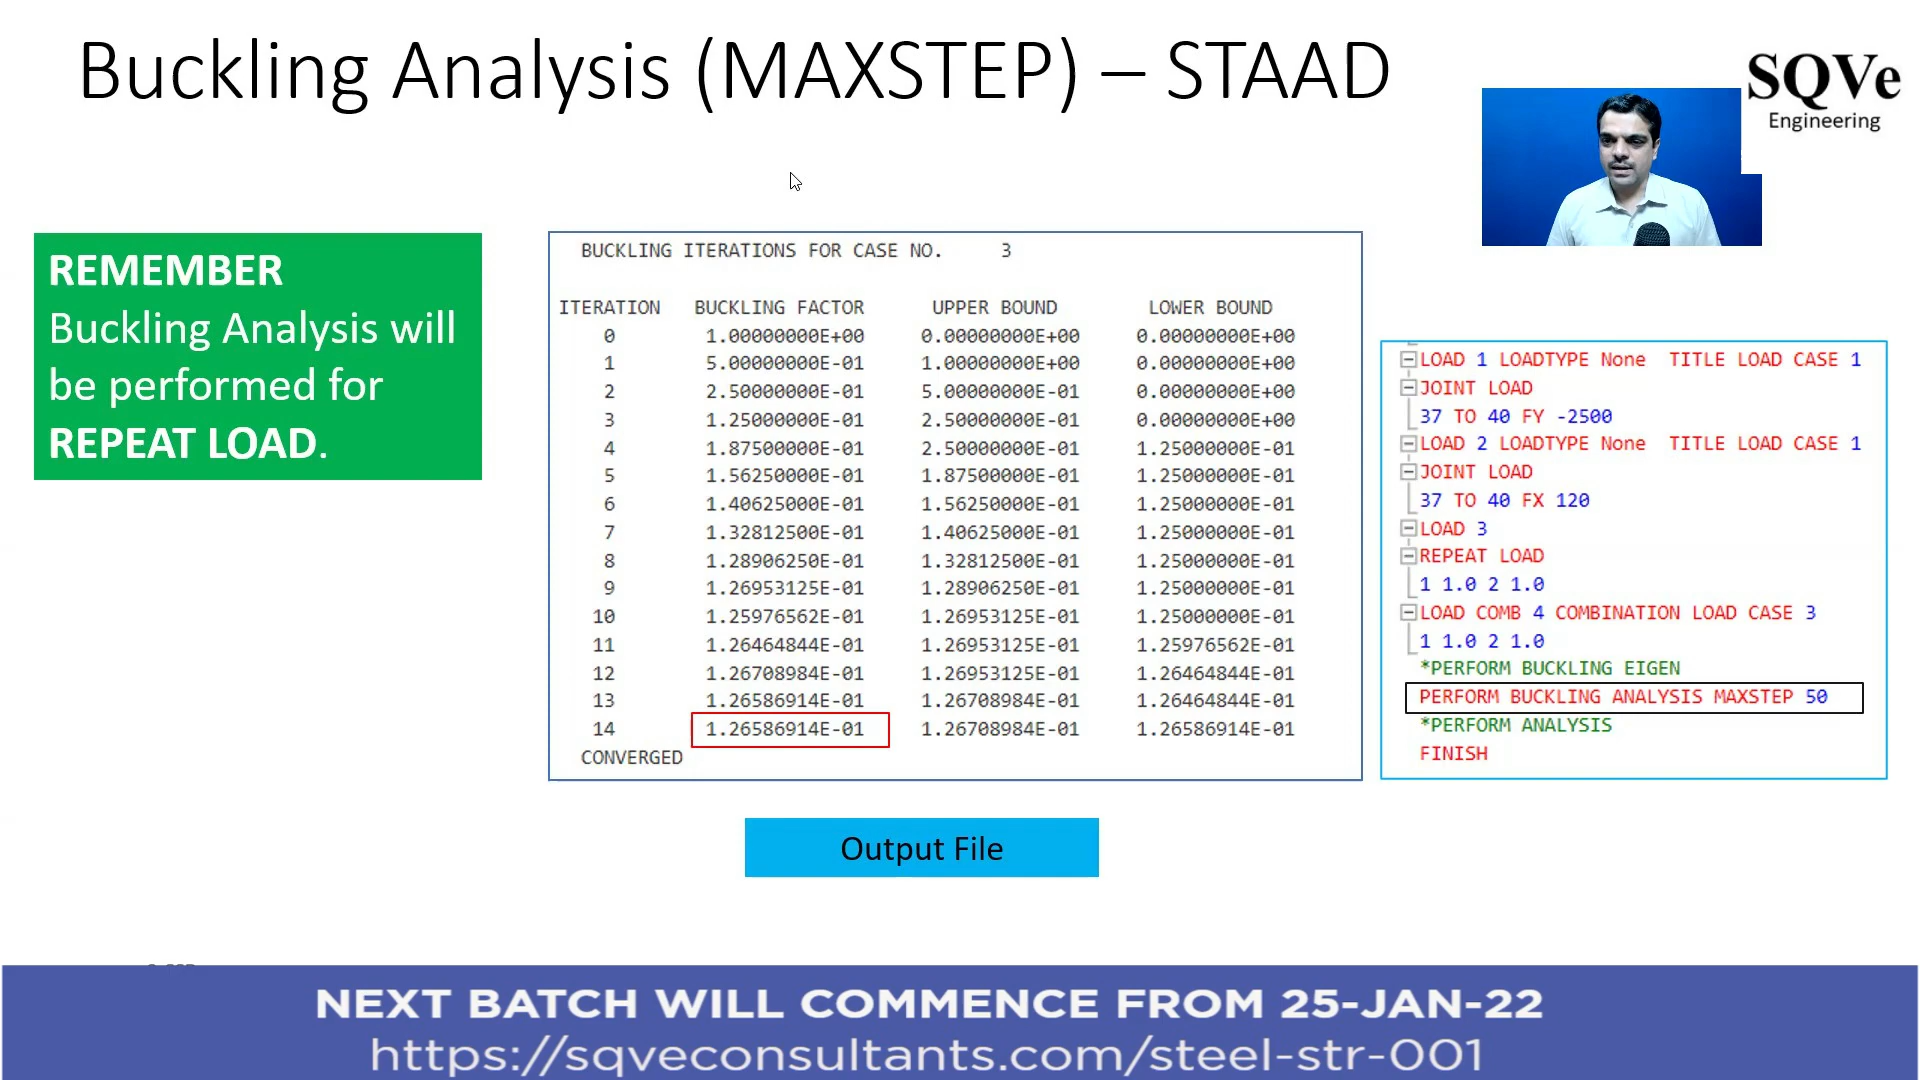 Buckling Analysis (MAXSTEP) – STAAD
SQVe
Engineering
REMEMBER
Buckling Analysis will
be performed for
REPEAT LOAD.
BUCKLING ITERATIONS FOR CASE NO. 3
ITERATION BUCKLING FACTOR UPPER BOUND LOWER BOUND
0 1.00000000E+00 0.00000000E+00 0.00000000E+00
1 5.00000000E-01 1.00000000E+00 0.00000000E+00
2 2.50000000E-01 5.00000000E-01 0.00000000E+00
3 1.25000000E-01 2.50000000E-01 0.00000000E+00
4 1.87500000E-01 2.50000000E-01 1.25000000E-01
5 1.56250000E-01 1.87500000E-01 1.25000000E-01
6 1.40625000E-01 1.56250000E-01 1.25000000E-01
7 1.32812500E-01 1.40625000E-01 1.25000000E-01
8 1.28906250E-01 1.32812500E-01 1.25000000E-01
9 1.26953125E-01 1.28906250E-01 1.25000000E-01
10 1.25976562E-01 1.26953125E-01 1.25000000E-01
11 1.26464844E-01 1.26953125E-01 1.25976562E-01
12 1.26708984E-01 1.26953125E-01 1.26464844E-01
13 1.26586914E-01 1.26708984E-01 1.26464844E-01
14 1.26586914E-01 1.26708984E-01 1.26586914E-01
CONVERGED
LOAD 1 LOADTYPE None TITLE LOAD CASE 1
JOINT LOAD
37 TO 40 FY -2500
LOAD 2 LOADTYPE None TITLE LOAD CASE 1
JOINT LOAD
37 TO 40 FX 120
LOAD 3
REPEAT LOAD
1 1.0 2 1.0
LOAD COMB 4 COMBINATION LOAD CASE 3
1 1.0 2 1.0
*PERFORM BUCKLING EIGEN
PERFORM BUCKLING ANALYSIS MAXSTEP 50
*PERFORM ANALYSIS
FINISH
Output File
NEXT BATCH WILL COMMENCE FROM 25-JAN-22
https://sqveconsultants.com/steel-str-001